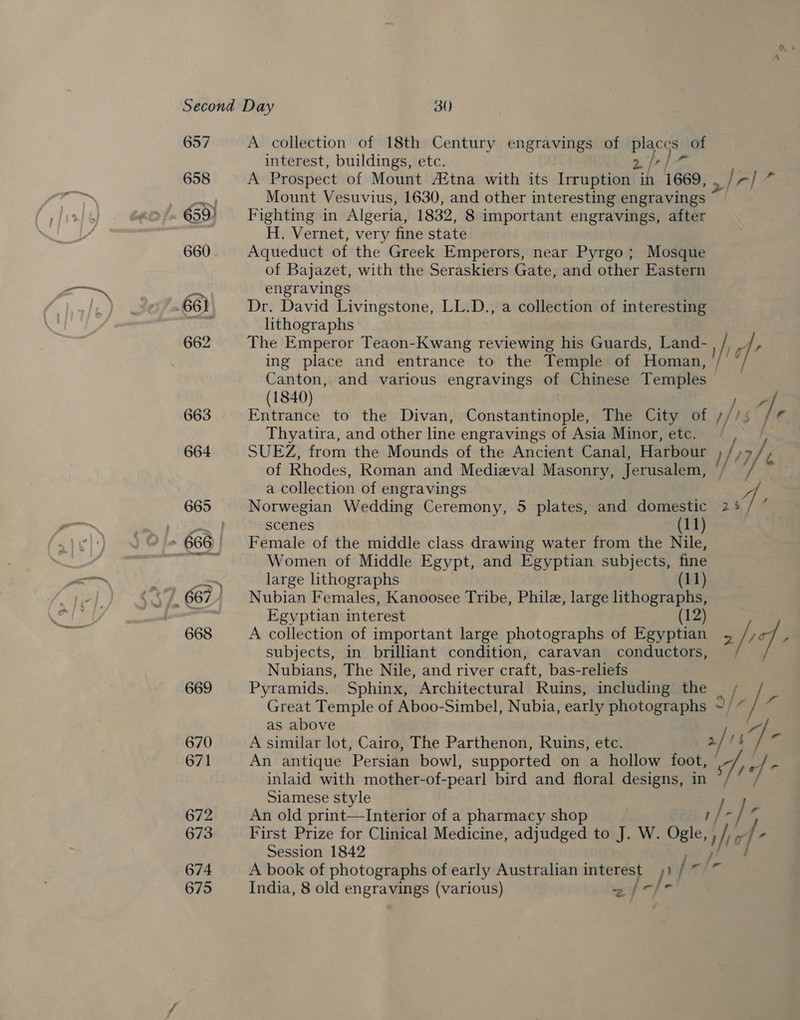 Second Day 30
657 A collection of 18th Century engravings of places of
interest, buildings, etc. 2/-/-
658 A Prospect of Mount Ætna with its Irruption in 1669,
Mount Vesuvius, 1630, and other interesting engravings
659 Fighting in Algeria, 1832, 8 important engravings, after
H. Vernet, very fine state
660 Aqueduct of the Greek Emperors, near Pyrgo; Mosque
of Bajazet, with the Seraskiers Gate, and other Eastern
engravings
661 Dr. David Livingstone, LL.D., a collection of interesting
lithographs
662 The Emperor Teaon-Kwang reviewing his Guards, Land-
ing place and entrance to the Temple of Homan,
Canton, and various engravings of Chinese Temples
(1840)
663 Entrance to the Divan, Constantinople, The City of
Thyatira, and other line engravings of Asia Minor, etc.
664 SUEZ, from the Mounds of the Ancient Canal, Harbour
of Rhodes, Roman and Mediæval Masonry, Jerusalem,
a collection of engravings
665 Norwegian Wedding Ceremony, 5 plates, and domestic
scenes (11)
666 Female of the middle class drawing water from the Nile,
Women of Middle Egypt, and Egyptian subjects, fine
large lithographs (11)
667 Nubian Females, Kanoosee Tribe, Philæ, large lithographs,
Egyptian interest (12)
668 A collection of important large photographs of Egyptian
subjects, in brilliant condition, caravan conductors,
Nubians, The Nile, and river craft, bas-reliefs
669 Pyramids. Sphinx, Architectural Ruins, including the
Great Temple of Aboo-Simbel, Nubia, early photographs
as above
670 A similar lot, Cairo, The Parthenon, Ruins, etc.
671 An antique Persian bowl, supported on a hollow foot,
inlaid with mother-of-pearl bird and floral designs, in
Siamese style
672 An old print—Interior of a pharmacy shop 1/-/-
673 First Prize for Clinical Medicine, adjudged to J. W. Ogle,
Session 1842
674 A book of photographs of early Australian interest
675 India, 8 old engravings (various) 2/-/-